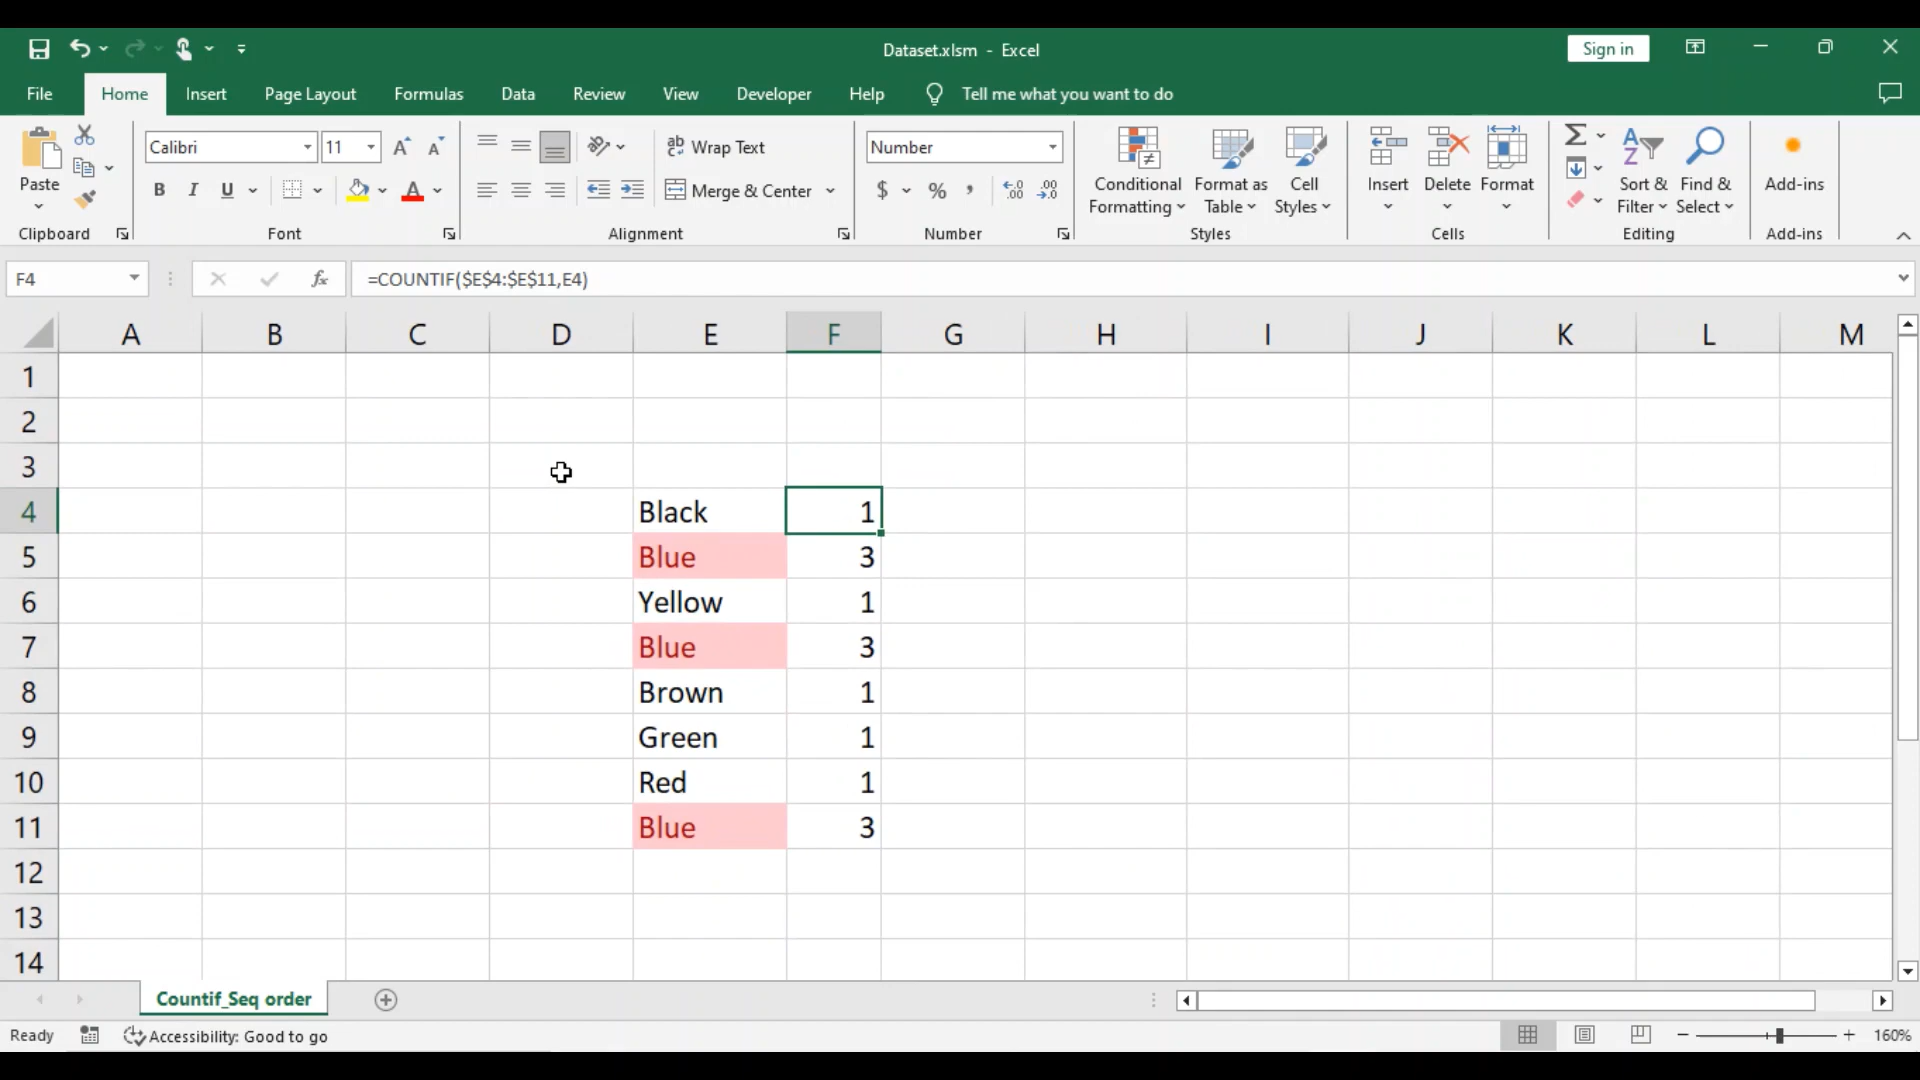 Dataset.xlsm - Excel
Sign in
File Home Insert Page Layout Formulas Data Review View Developer Help Tell me what you want to do
Paste
Calibri 11
B I U A
ab Wrap Text
Merge & Center
Number
$ % ,
Conditional Formatting
Format as Table
Cell Styles
Insert Delete Format
Sort & Filter
Find & Select
Add-ins
Clipboard Font Alignment Number Styles Cells Editing Add-ins
F4 fx =COUNTIF($E$4:$E$11,E4)
A B C D E F G H I J K L M
1
2
3
4 Black 1
5 Blue 3
6 Yellow 1
7 Blue 3
8 Brown 1
9 Green 1
10 Red 1
11 Blue 3
12
13
14
Countif_Seq order
Ready Accessibility: Good to go 160%